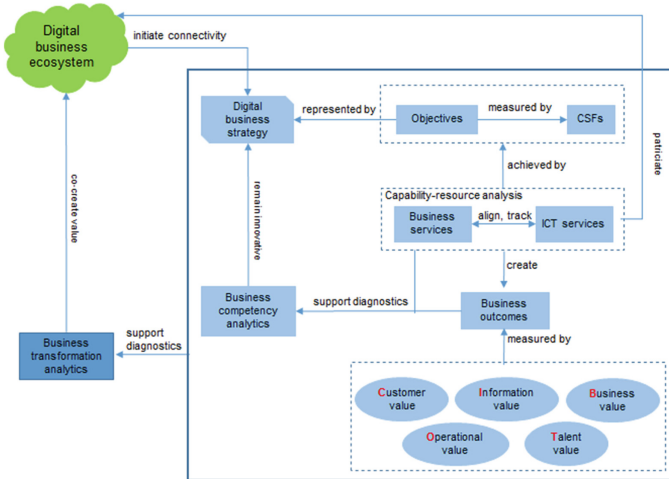 Digital
business
ecosystem
initiate connectivity
Digital
business
strategy
represented by
Objectives
measured by
CSFs
patriciate
achieved by
Capability-resource analysis
Business
services
align, track
ICT services
co-create value
remain innovative
create
Business
competency
analytics
support diagnostics
Business
outcomes
Business
transformation
analytics
support
diagnostics
measured by
Customer
value
Information
value
Business
value
Operational
value
Talent
value